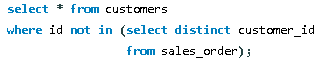 select * from customers
where id not in (select distinct customer_id
from sales_order);